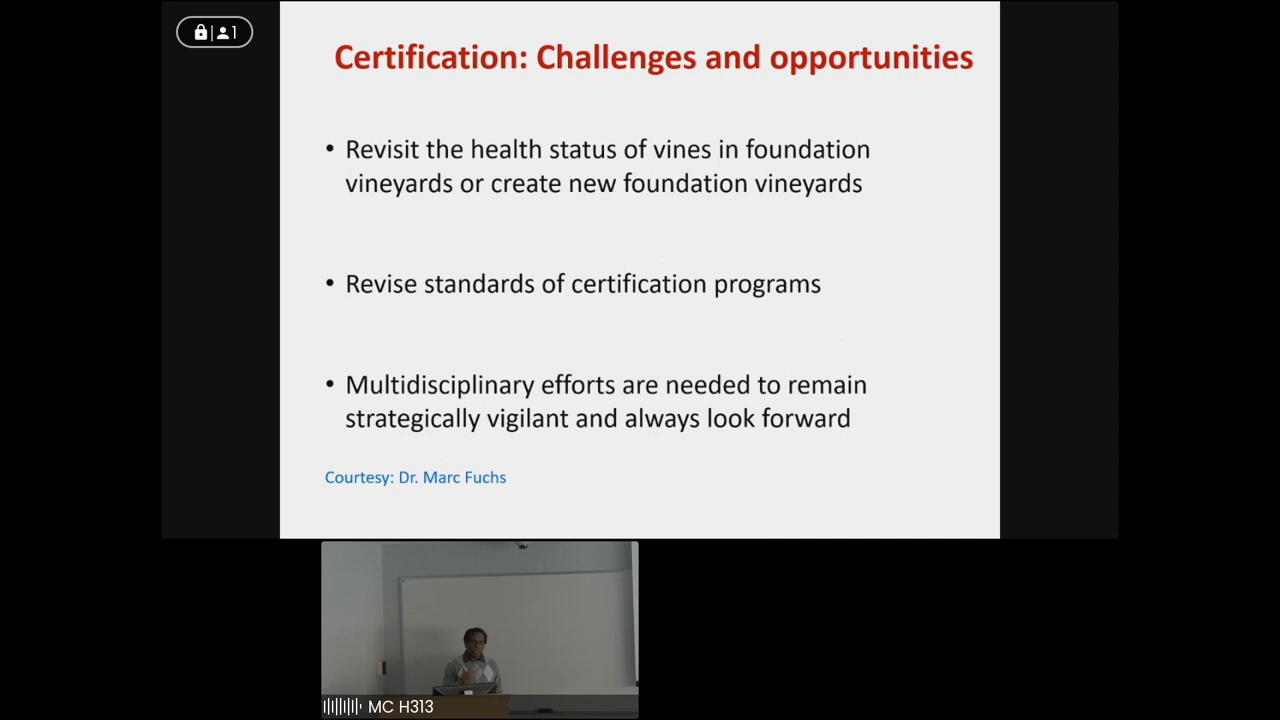 1
Certification: Challenges and opportunities
• Revisit the health status of vines in foundation
vineyards or create new foundation vineyards
• Revise standards of certification programs
• Multidisciplinary efforts are needed to remain
strategically vigilant and always look forward
Courtesy: Dr. Marc Fuchs
MC H313